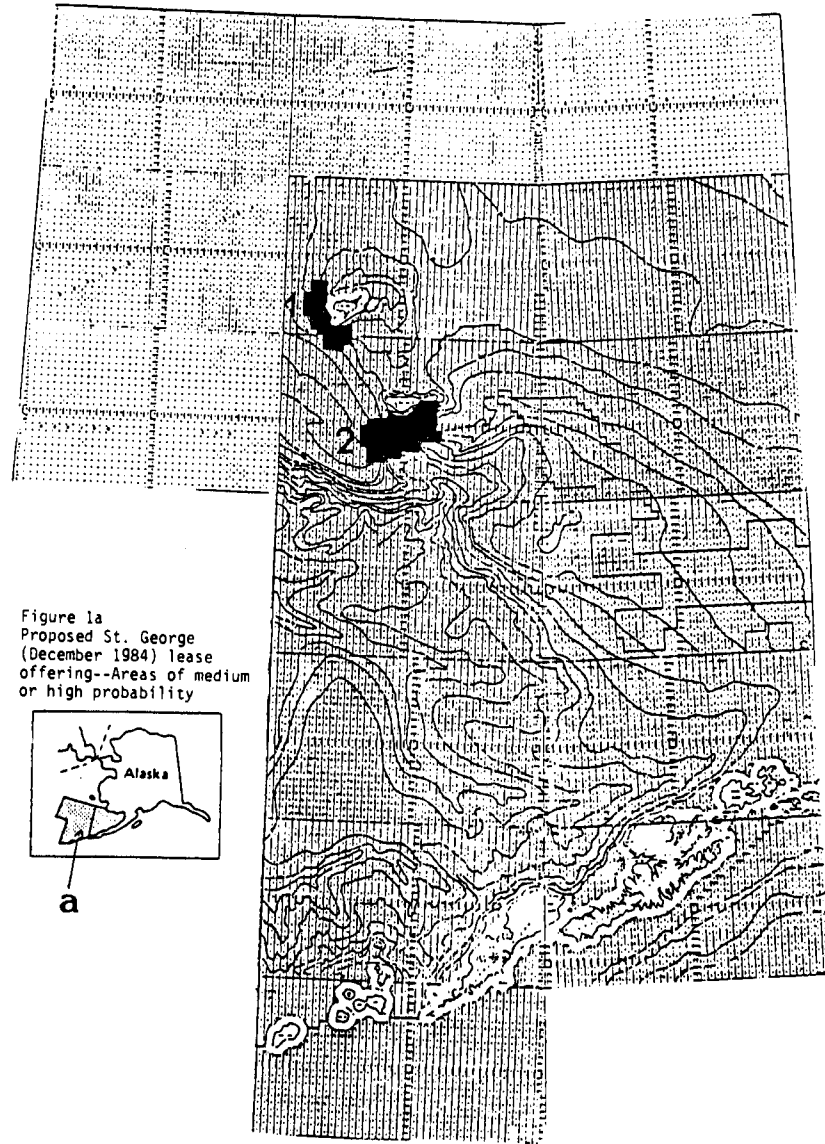 1
2
Figure 1a
Proposed St. George
(December 1984) lease
offering--Areas of medium
or high probability
Alaska
a